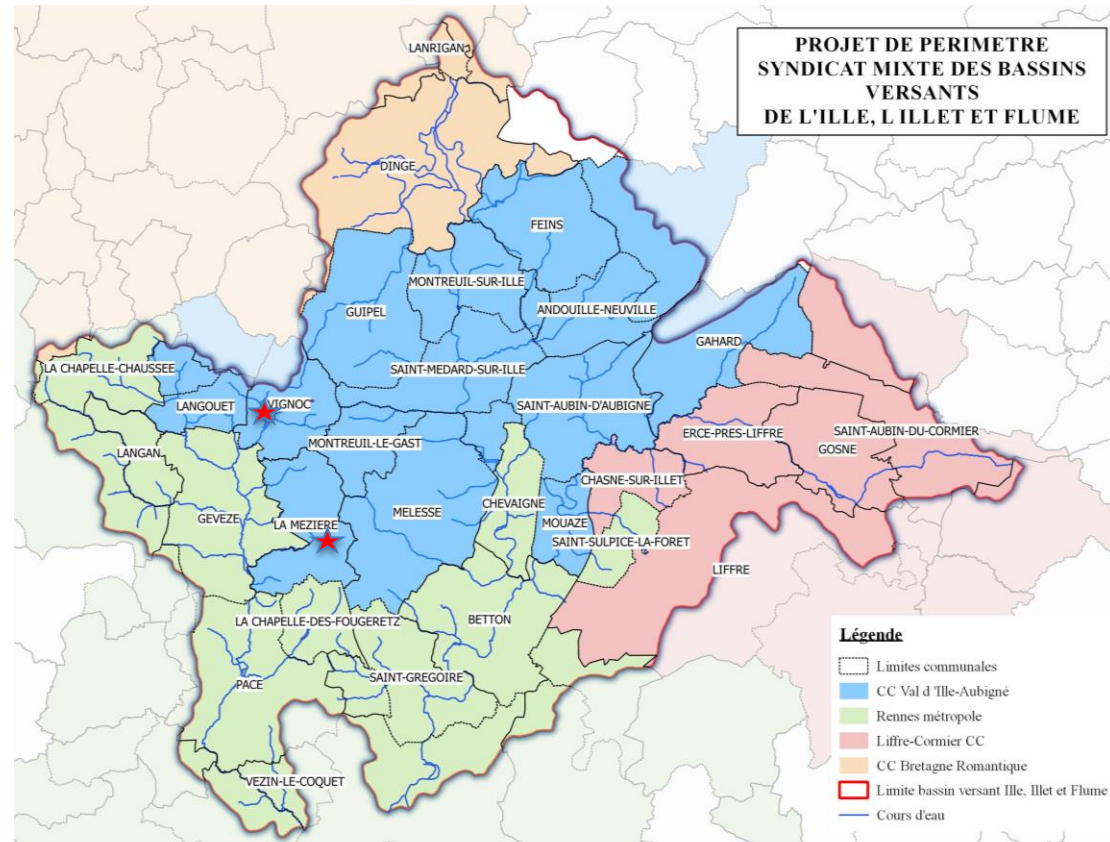 PROJET DE PERIMETRE
SYNDICAT MIXTE DES BASSINS
VERSANTS
DE L'ILLE, L ILLET ET FLUME
LANRIGAN
DINGE
FEINS
MONTREUIL-SUR-ILLE
GUIPEL
ANDOUILLE-NEUVILLE
GAHARD
LA CHAPELLE-CHAUSSEE
SAINT-MEDARD-SUR-ILLE
LANGOUET
VIGNOC
SAINT-AUBIN-D'AUBIGNE
MONTREUIL-LE-GAST
ERCE-PRES-LIFFRE
SAINT-AUBIN-DU-CORMIER
GOSNE
LANGAN
CHASNE-SUR-ILLET
CHEVAIGNE
MELESSE
GEVEZE
LA MEZIERE
MOUAZE
SAINT-SULPICE-LA-FORET
LIFFRE
BETTON
LA CHAPELLE-DES-FOUGERETZ
SAINT-GREGOIRE
PACE
VEZIN-LE-COQUET
Légende
Limites communales
CC Val d 'Ille-Aubigné
Rennes métropole
Liffre-Cormier CC
CC Bretagne Romantique
Limite bassin versant Ille, Illet et Flume
Cours d'eau